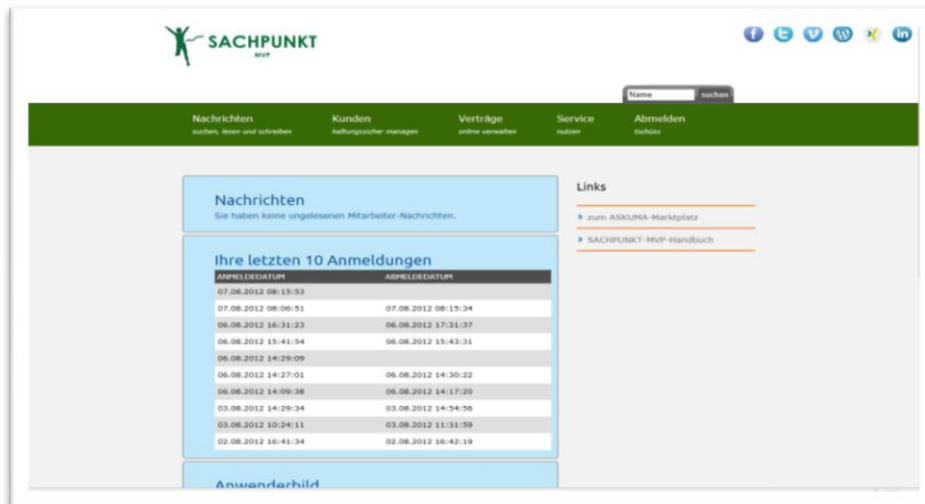 SACHPUNKT
MVP
Name suchen
Nachrichten Kunden Verträge Service Abmelden
suchen, lesen und schreiben haftungssicher managen online verwalten nutzen tschüss
Nachrichten
Sie haben keine ungelesenen Mitarbeiter-Nachrichten.
Links
zum ASKUMA-Marktplatz
SACHPUNKT-MVP-Handbuch
Ihre letzten 10 Anmeldungen
ANMELDEDATUM ABMELDEDATUM
07.08.2012 08:15:53
07.08.2012 08:06:51 07.08.2012 08:15:34
06.08.2012 16:31:23 06.08.2012 17:31:37
06.08.2012 15:41:54 06.08.2012 15:43:31
06.08.2012 14:29:09
06.08.2012 14:27:01 06.08.2012 14:30:22
06.08.2012 14:09:38 06.08.2012 14:17:20
03.08.2012 14:29:34 03.08.2012 14:54:56
03.08.2012 10:24:11 03.08.2012 11:31:59
02.08.2012 16:41:34 02.08.2012 16:42:19
Anwenderbild